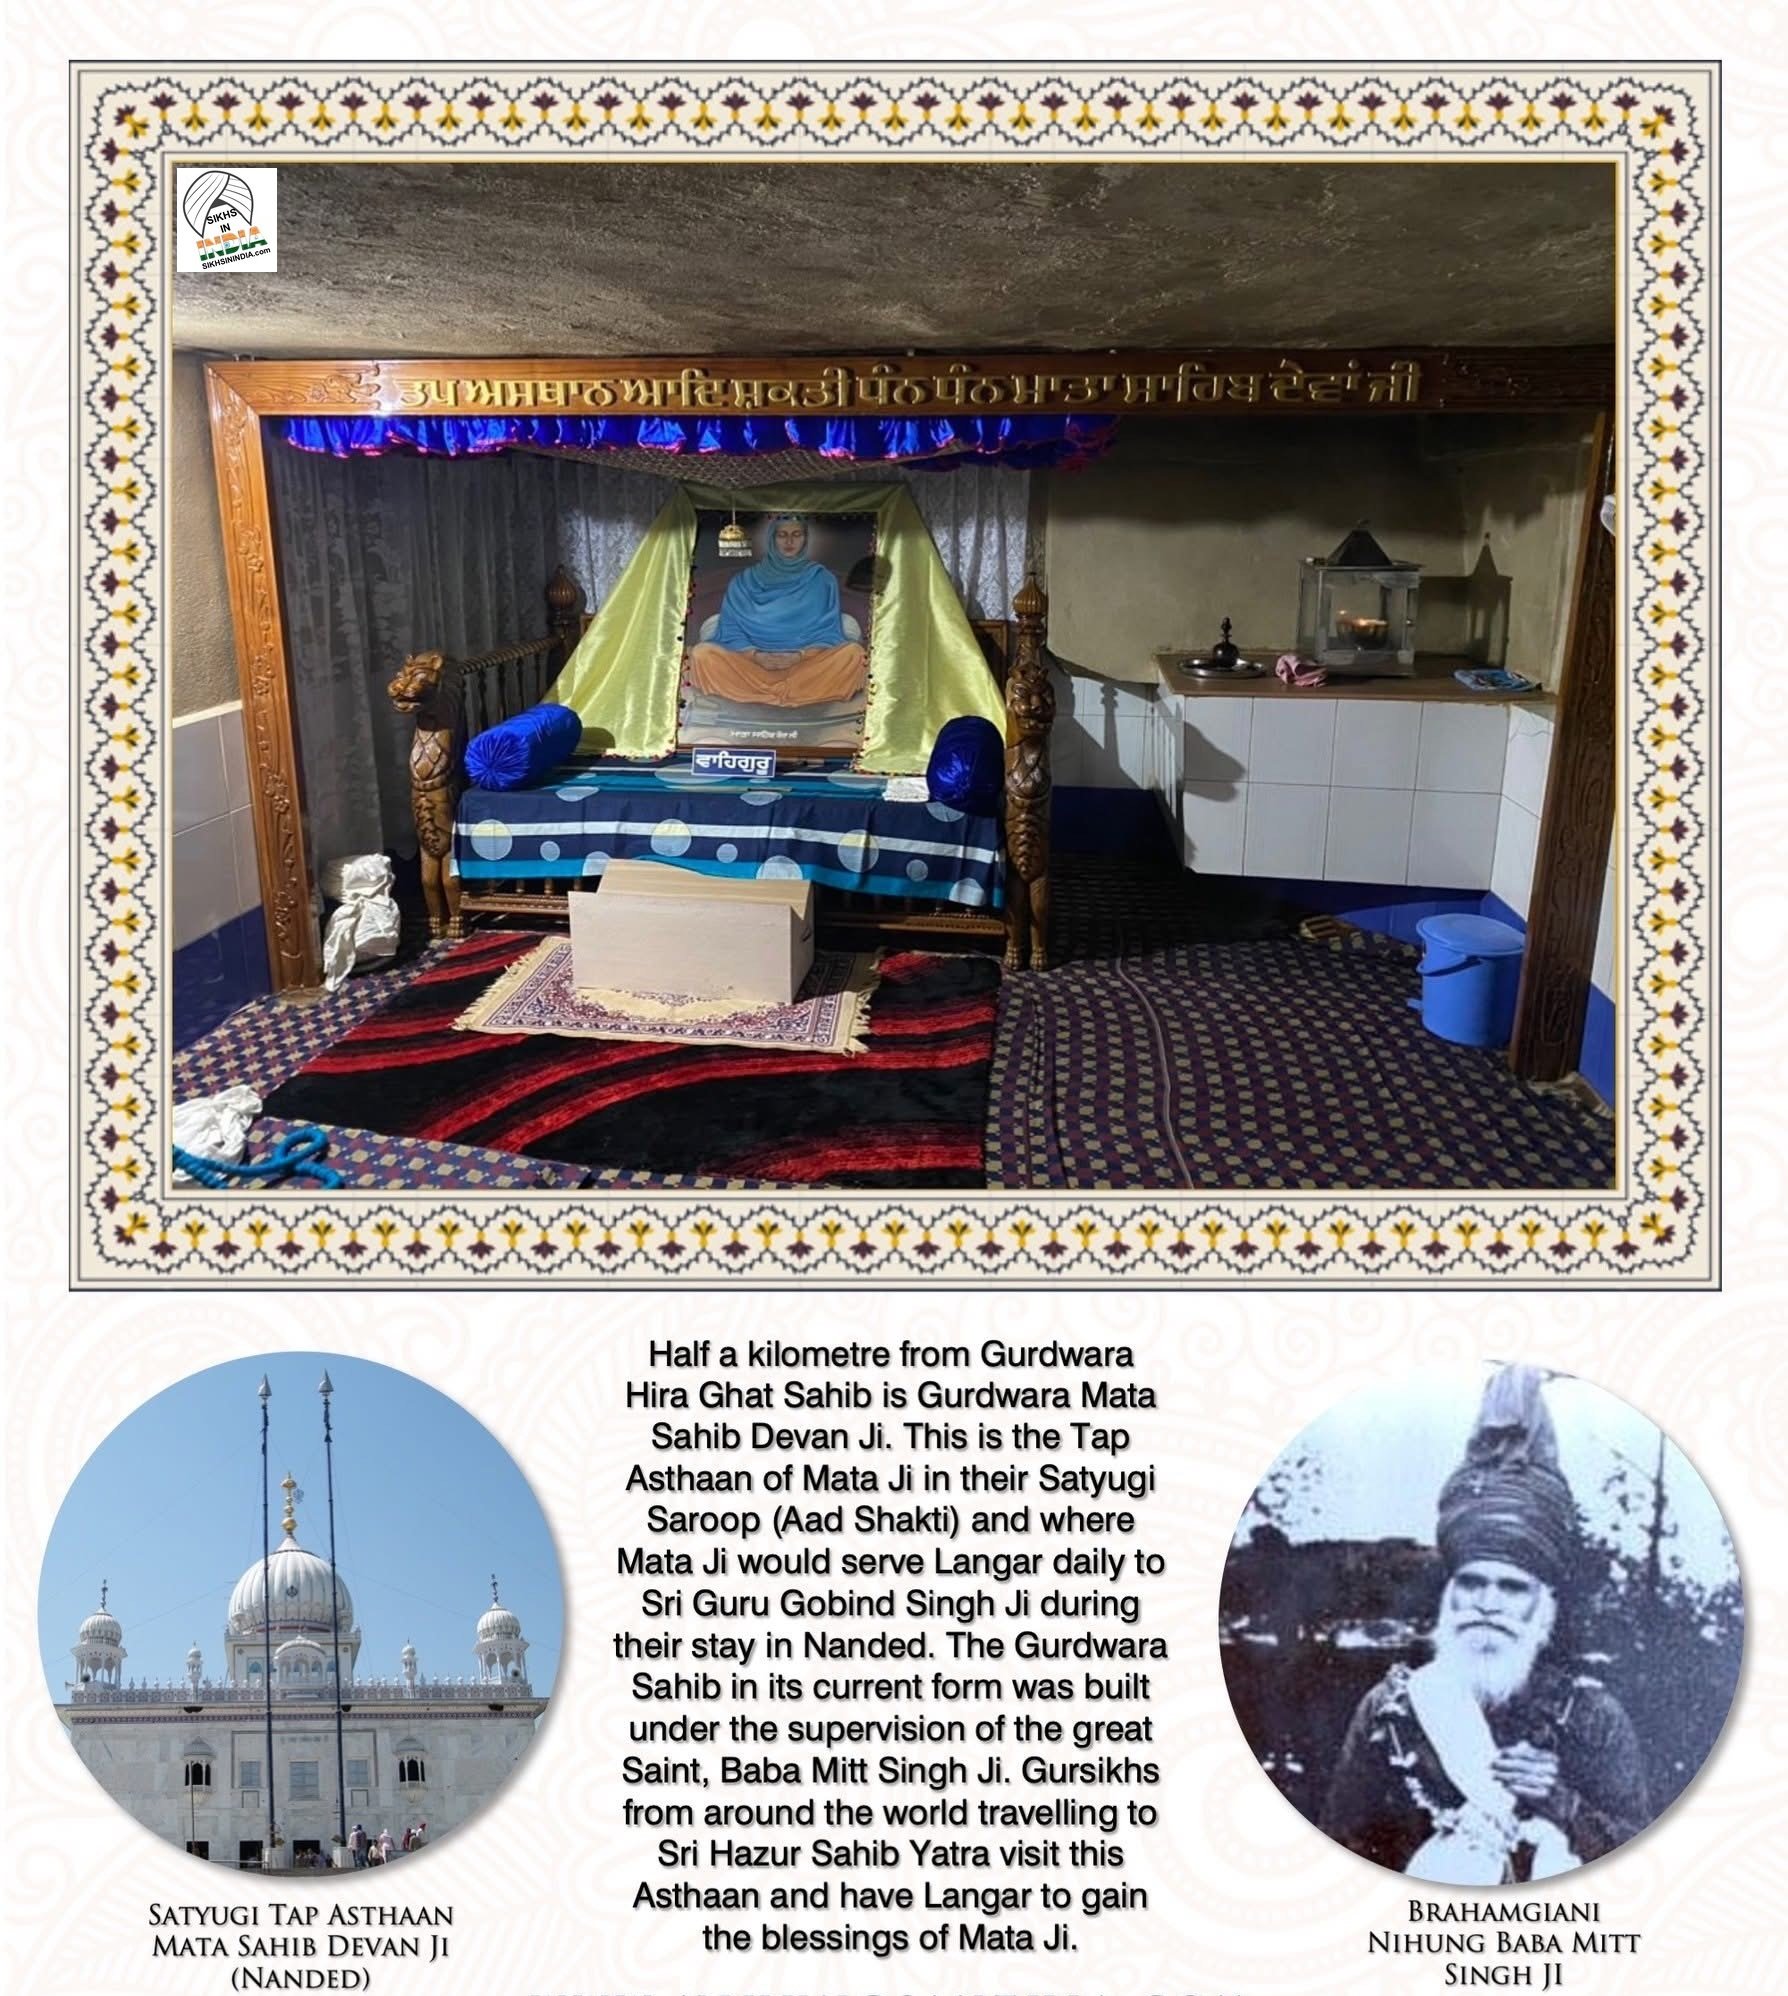 SIKHS
IN
INDIA
SIKHSININDIA.com
ਤਪ ਅਸਥਾਨ ਆਦਿ ਸ਼ਕਤੀ ਧੰਨ ਧੰਨ ਮਾਤਾ ਸਾਹਿਬ ਦੇਵਾਂ ਜੀ
ਵਾਹਿਗੁਰੂ
Half a kilometre from Gurdwara
Hira Ghat Sahib is Gurdwara Mata
Sahib Devan Ji. This is the Tap
Asthaan of Mata Ji in their Satyugi
Saroop (Aad Shakti) and where
Mata Ji would serve Langar daily to
Sri Guru Gobind Singh Ji during
their stay in Nanded. The Gurdwara
Sahib in its current form was built
under the supervision of the great
Saint, Baba Mitt Singh Ji. Gursikhs
from around the world travelling to
Sri Hazur Sahib Yatra visit this
Asthaan and have Langar to gain
the blessings of Mata Ji.
SATYUGI TAP ASTHAAN
MATA SAHIB DEVAN JI
(NANDED)
BRAHAMGIANI
NIHUNG BABA MITT
SINGH JI